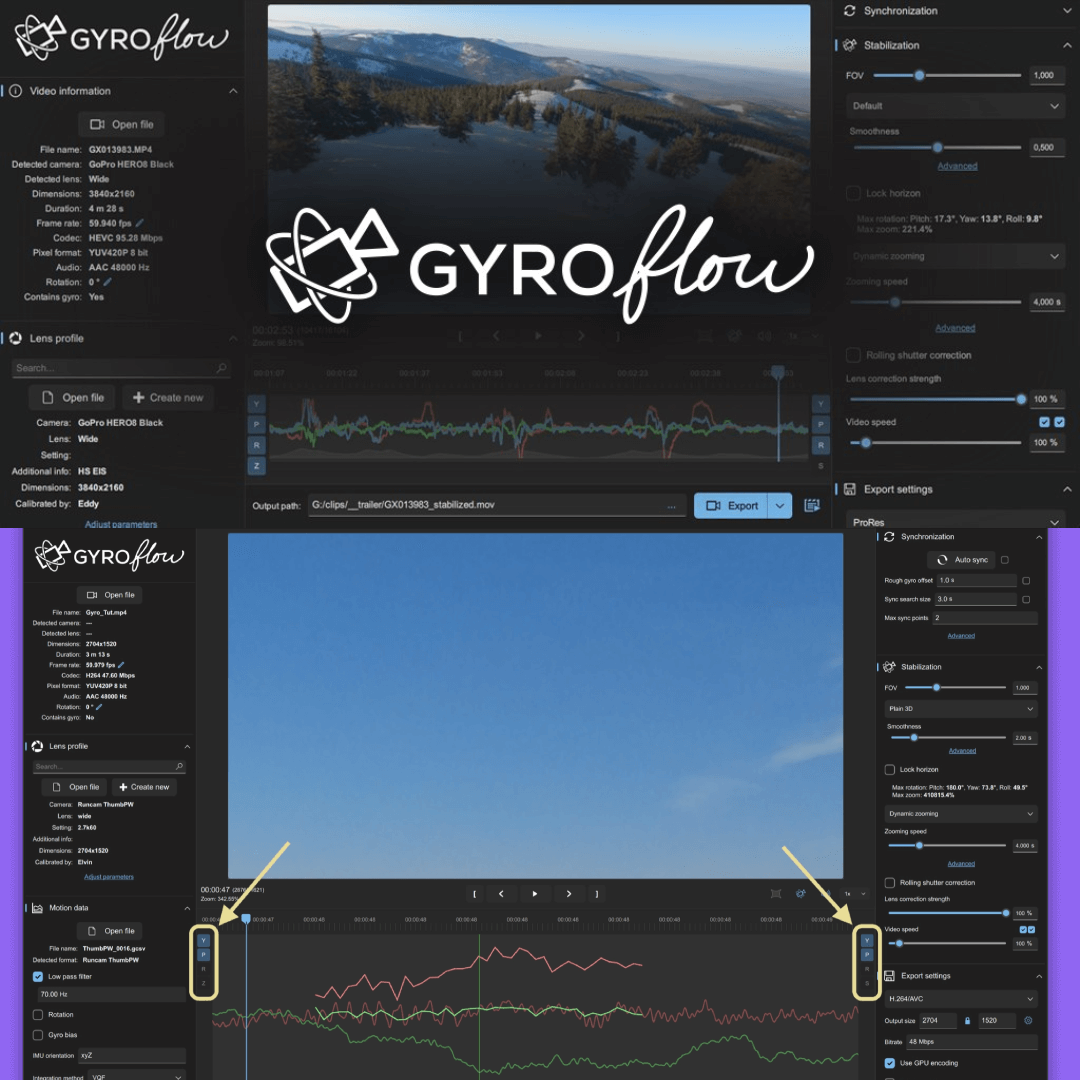 GYROflow
Video information
Open file
File name: GX013983.MP4
Detected camera: GoPro HERO8 Black
Detected lens: Wide
Dimensions: 3840x2160
Duration: 4 m 28 s
Frame rate: 59.940 fps
Codec: HEVC 95.28 Mbps
Pixel format: YUV420P 8 bit
Audio: AAC 48000 Hz
Rotation: 0 °
Contains gyro: Yes
Lens profile
Search...
Open file
Create new
Camera: GoPro HERO8 Black
Lens: Wide
Setting:
Additional info: HS EIS
Dimensions: 3840x2160
Calibrated by: Eddy
Adjust parameters
GYROflow
00:02:53
Zoom: 98.51%
[ ]
1x
00:01:07 00:01:23 00:01:37 00:01:53 00:02:08 00:02:23 00:02:38
Y
P
R
Z
Y
P
R
S
Output path: G:/clips/__trailer/GX013983_stabilized.mov ...
Export
Synchronization
Stabilization
FOV 1,000
Default
Smoothness
0,500
Advanced
Lock horizon
Max rotation: Pitch: 17.3°, Yaw: 13.8°, Roll: 9.8°
Max zoom: 221.4%
Dynamic zooming
Zooming speed
4,000 s
Advanced
Rolling shutter correction
Lens correction strength
100 %
Video speed
100 %
Export settings
ProRes
GYROflow
Open file
File name: Gyro_Tut.mp4
Detected camera: ---
Detected lens: ---
Dimensions: 2704x1520
Duration: 3 m 13 s
Frame rate: 59.979 fps
Codec: H264 47.60 Mbps
Pixel format: YUV420P 8 bit
Audio: AAC 48000 Hz
Rotation: 0 °
Contains gyro: No
Lens profile
Search...
Open file
Create new
Camera: Runcam ThumbPW
Lens: wide
Setting: 2.7k60
Additional info:
Dimensions: 2704x1520
Calibrated by: Elvin
Adjust parameters
Motion data
Open file
File name: ThumbPW_0016.gcsv
Detected format: Runcam ThumbPW
Low pass filter
70.00 Hz
Rotation
Gyro bias
IMU orientation xyZ
Integration method VQF
00:00:47
Zoom: 342.55%
[ ]
1x
00:00:47 00:00:48 00:00:48 00:00:48 00:00:48 00:00:48 00:00:48 00:00:48 00:00:48 00:00:48
Y
P
R
Z
Y
P
R
S
Synchronization
Auto sync
Rough gyro offset 1.0 s
Sync search size 3.0 s
Max sync points 2
Advanced
Stabilization
FOV 1.000
Plain 3D
Smoothness
2.00 s
Advanced
Lock horizon
Max rotation: Pitch: 180.0°, Yaw: 73.8°, Roll: 49.5°
Max zoom: 410815.4%
Dynamic zooming
Zooming speed
4.000 s
Advanced
Rolling shutter correction
Lens correction strength
100 %
Video speed
100 %
Export settings
H.264/AVC
Output size 2704 1520
Bitrate 48 Mbps
Use GPU encoding